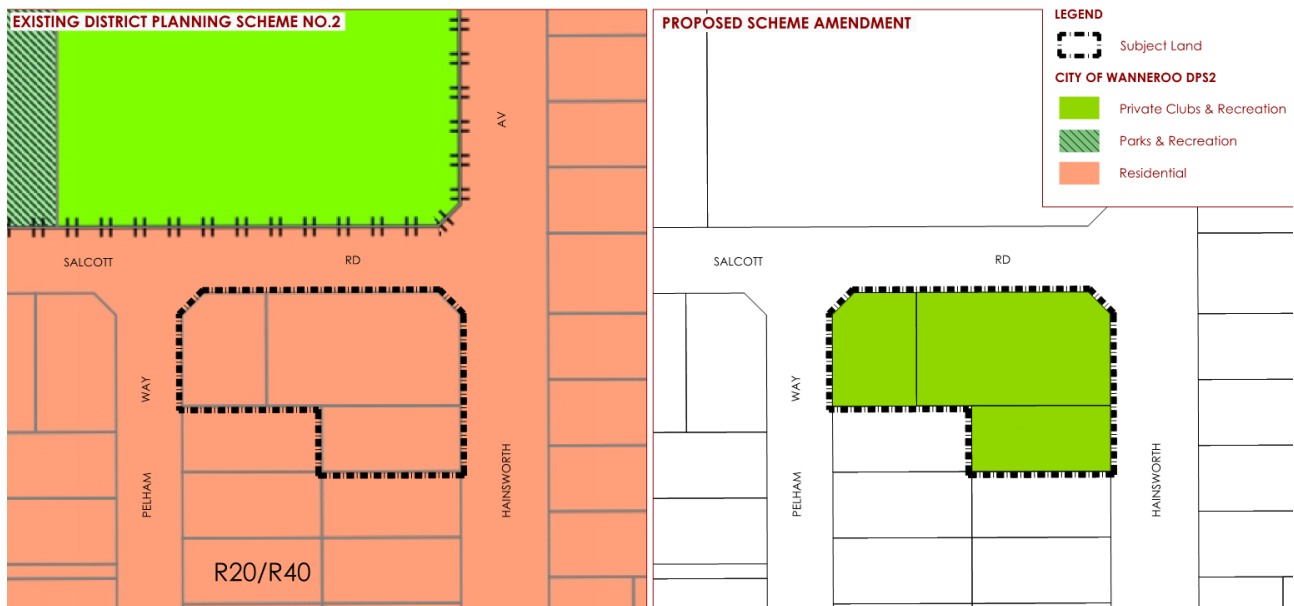 EXISTING DISTRICT PLANNING SCHEME NO.2
AV
SALCOTT
RD
WAY
PELHAM
HAINSWORTH
R20/R40
PROPOSED SCHEME AMENDMENT
SALCOTT
RD
WAY
PELHAM
HAINSWORTH
LEGEND
Subject Land
CITY OF WANNEROO DPS2
Private Clubs & Recreation
Parks & Recreation
Residential